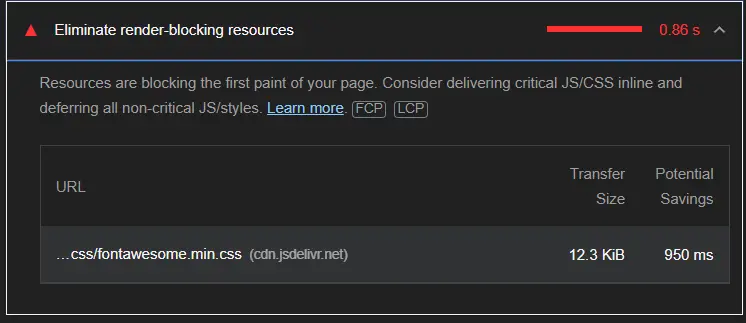 Eliminate render-blocking resources 0.86 s
Resources are blocking the first paint of your page. Consider delivering critical JS/CSS inline and
deferring all non-critical JS/styles. Learn more. FCP LCP
URL Transfer Size Potential Savings
…css/fontawesome.min.css (cdn.jsdelivr.net) 12.3 KiB 950 ms